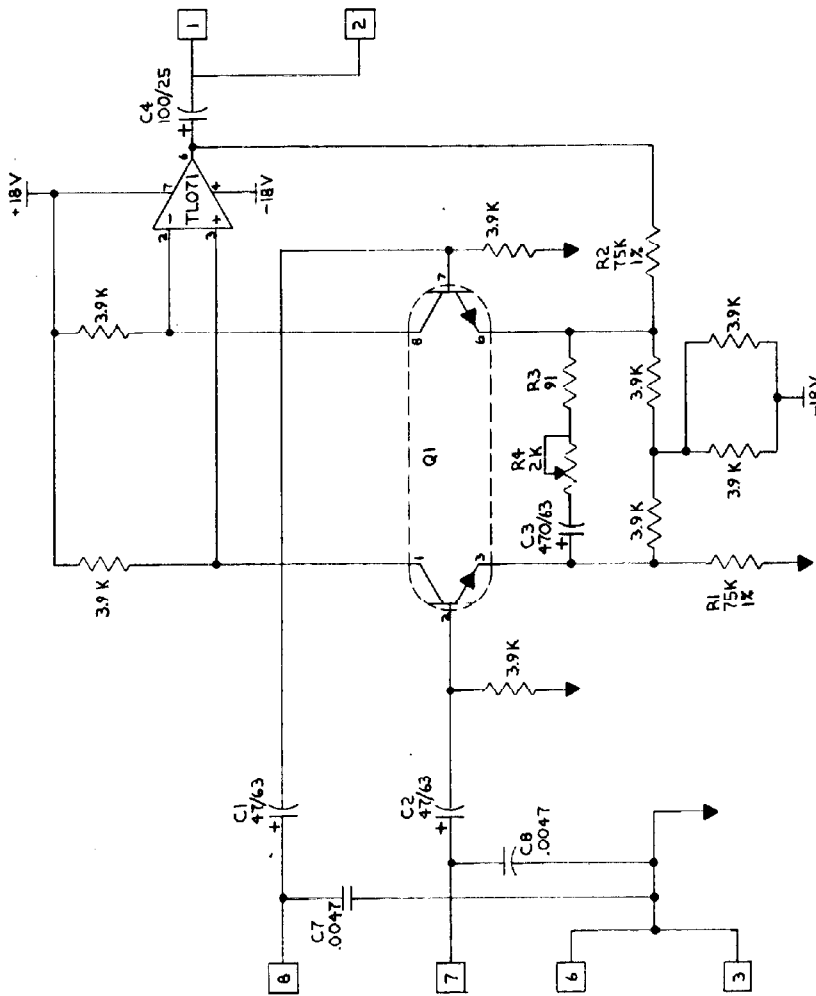 +18V
1
C4
100/25
+
6
7
TL071
4
-18V
2
-
3
+
2
3.9K
3.9K
3.9K
7
8
6
Q1
1
2
3
R2
75K
1%
R3
91
R4
2K
C3
470/63
+
3.9K
3.9K
3.9K
3.9K
-18V
R1
75K
1%
3.9K
C1
47/63
+
C2
47/63
+
C8
.0047
C7
.0047
8
7
6
3